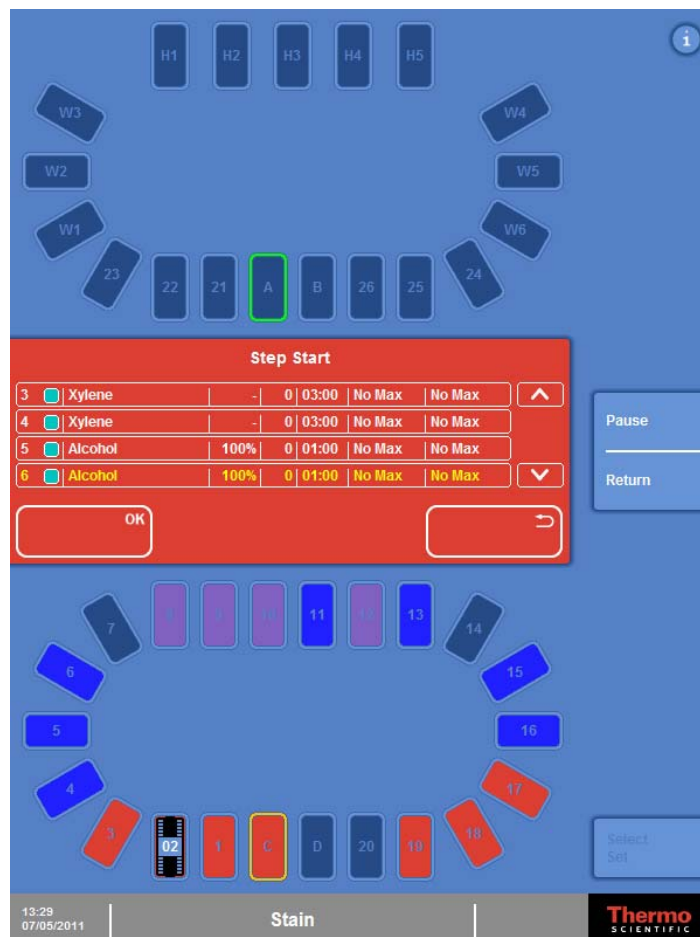 H1 H2 H3 H4 H5
i
W3 W4
W2 W5
W1 W6
23 22 21 A B 26 25 24
Step Start
3 Xylene - 0 03:00 No Max No Max
4 Xylene - 0 03:00 No Max No Max
5 Alcohol 100% 0 01:00 No Max No Max
6 Alcohol 100% 0 01:00 No Max No Max
OK
Pause
Return
7 8 9 10 11 12 13 14
6 15
5 16
4 17
3 02 1 C D 20 19 18
Select
Set
13:29
07/05/2011
Stain
Thermo
SCIENTIFIC